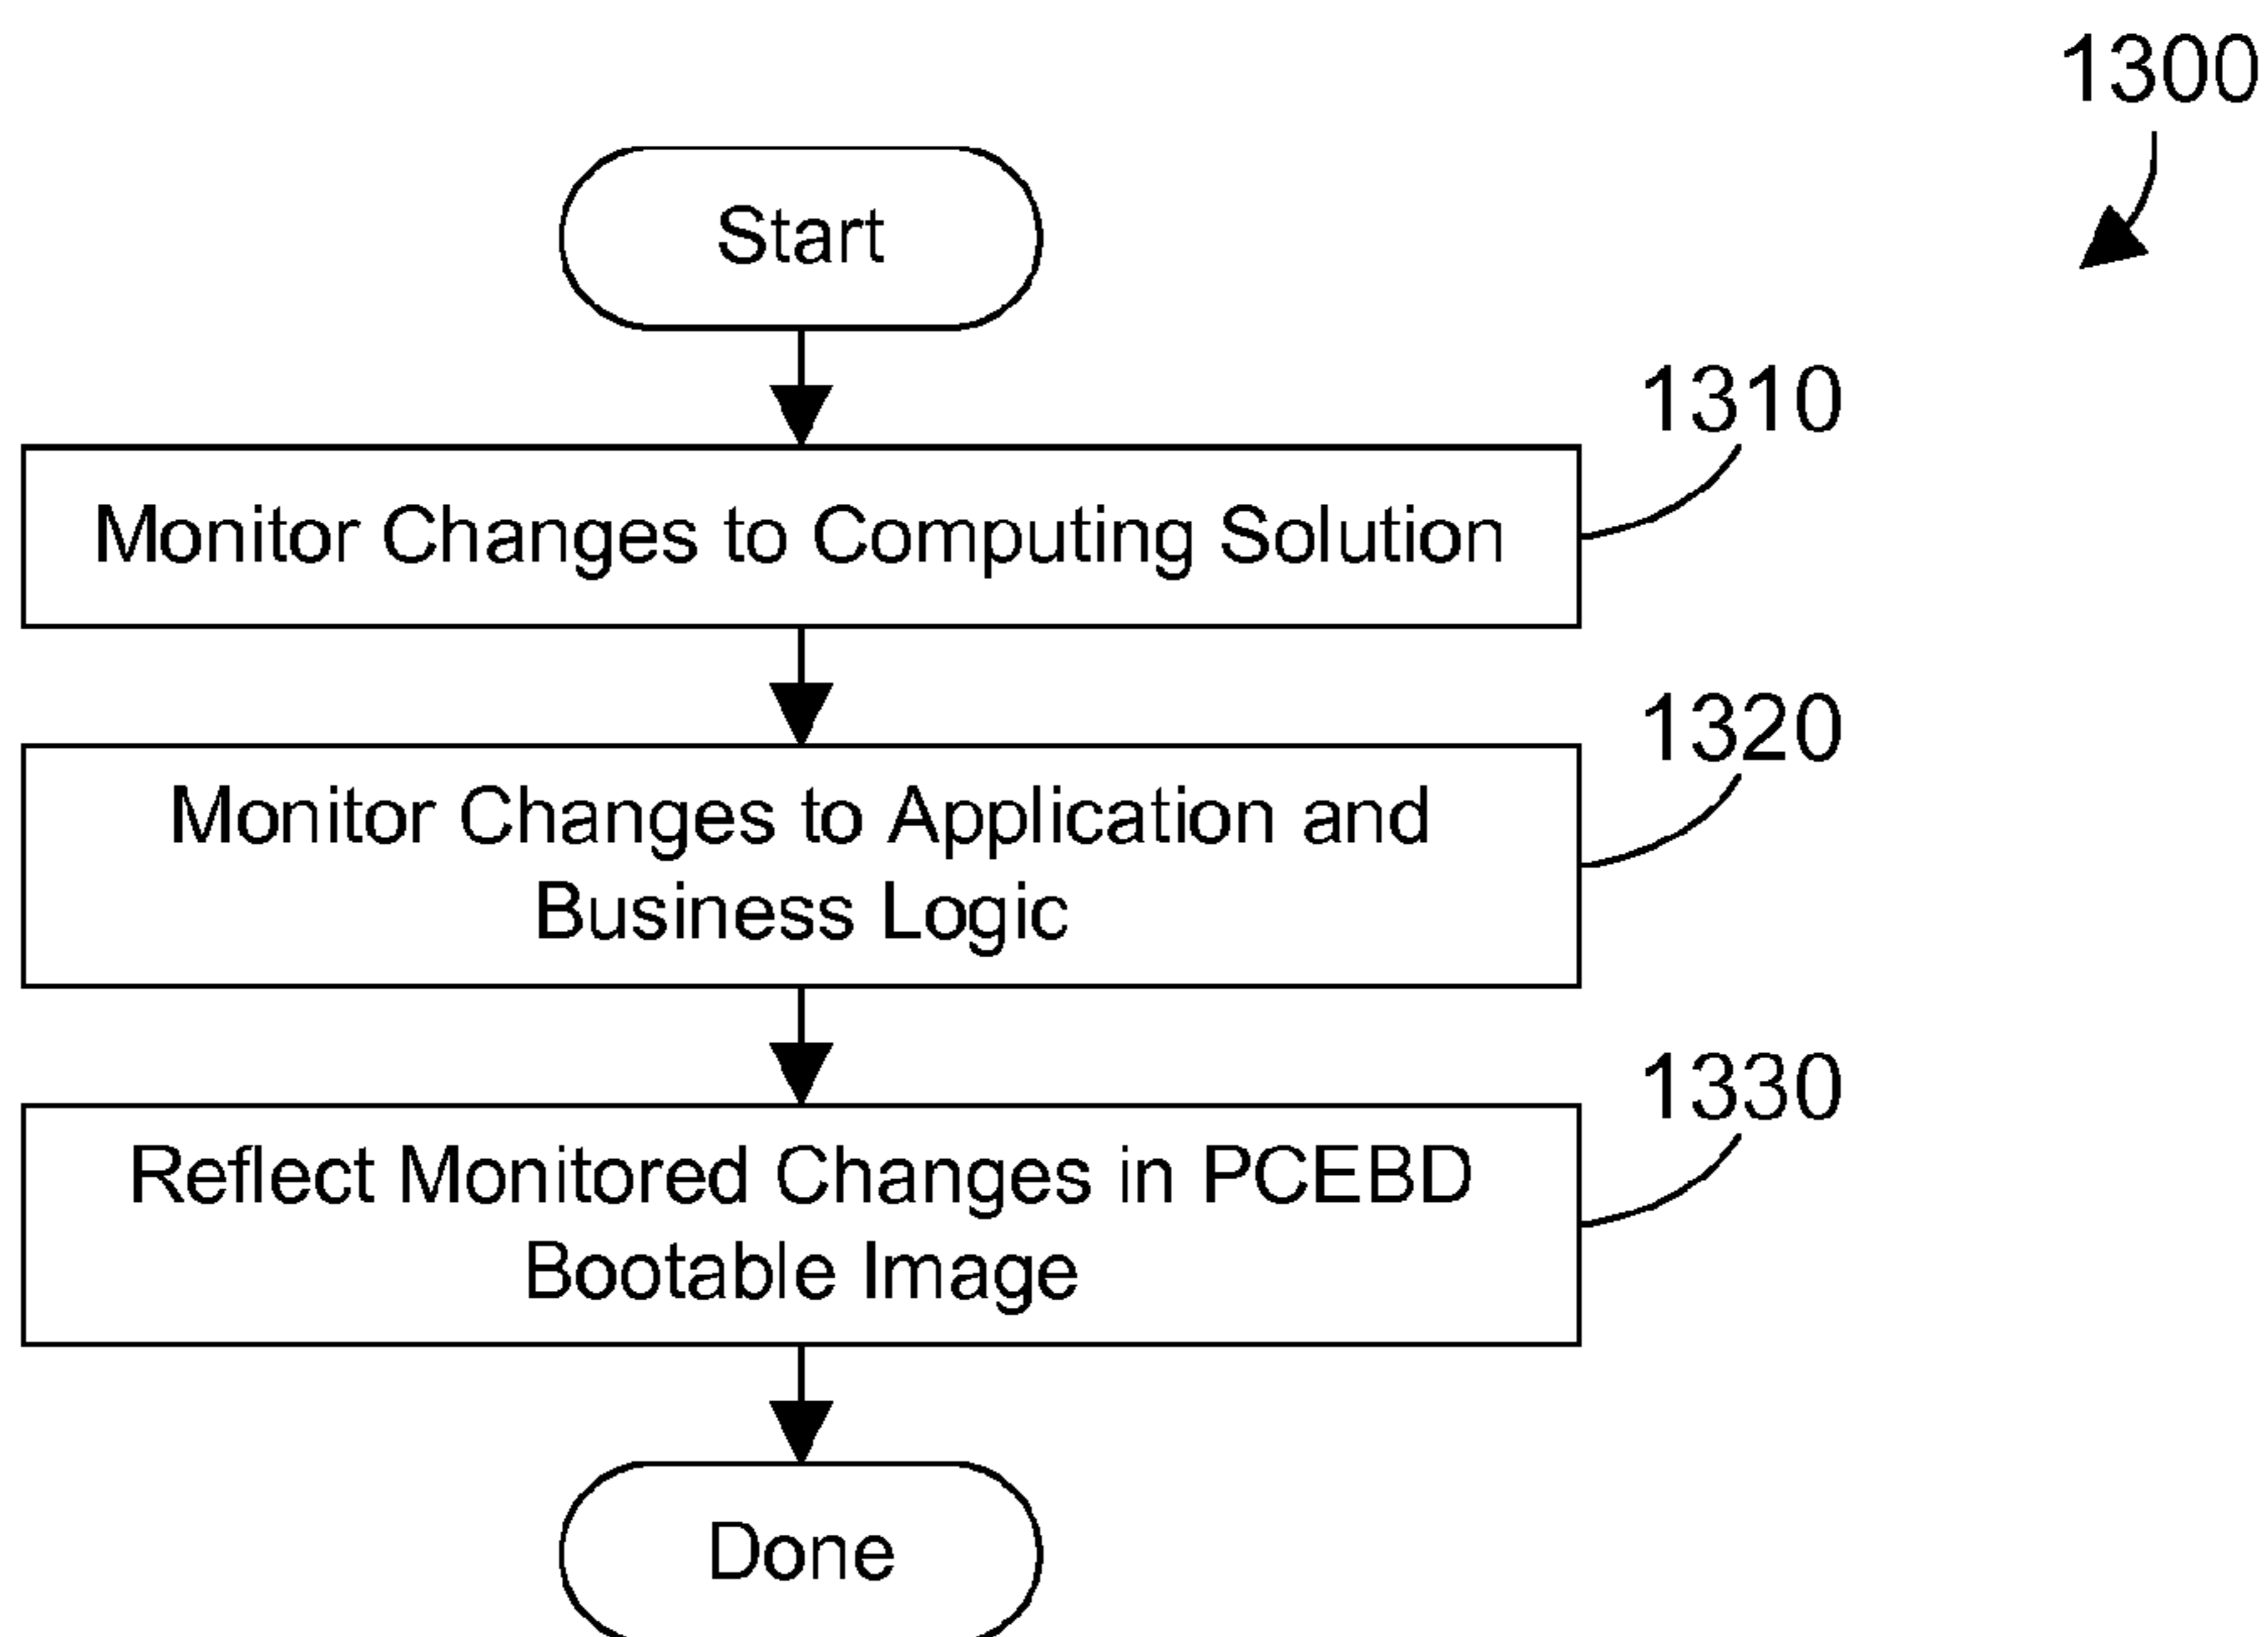 1300
Start
1310
Monitor Changes to Computing Solution
1320
Monitor Changes to Application and
Business Logic
1330
Reflect Monitored Changes in PCEBD
Bootable Image
Done